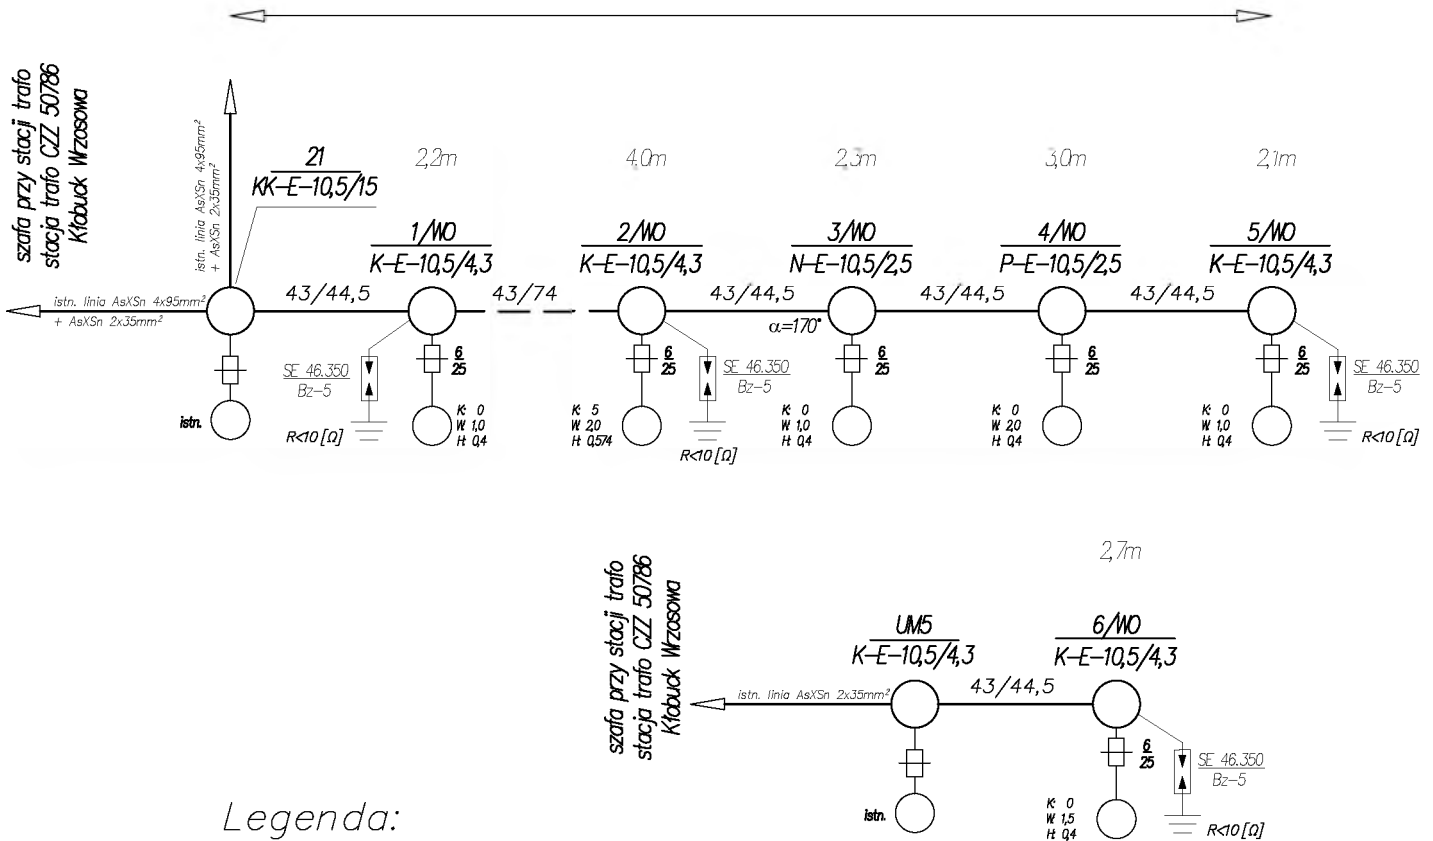 szafa przy stacji trafo
stacja trafo CZZ 50786
Kłobuck Wrzosowa
istn. linia AsXSn 4x95mm²
+ AsXSn 2x35mm²
21
KK-E-10,5/15
2,2m
4,0m
2,3m
3,0m
2,1m
1/WO
K-E-10,5/4,3
2/WO
K-E-10,5/4,3
3/WO
N-E-10,5/2,5
4/WO
P-E-10,5/2,5
5/WO
K-E-10,5/4,3
istn. linia AsXSn 4x95mm²
+ AsXSn 2x35mm²
43/44,5
43/74
43/44,5
43/44,5
43/44,5
α=170°
istn.
SE 46.350
Bz-5
R<10[Ω]
6
25
K: 0
W: 1,0
H: 0,4
6
25
K: 5
W: 2,0
H: 0,574
SE 46.350
Bz-5
R<10[Ω]
6
25
K: 0
W: 1,0
H: 0,4
6
25
K: 0
W: 2,0
H: 0,4
6
25
K: 0
W: 1,0
H: 0,4
SE 46.350
Bz-5
R<10[Ω]
szafa przy stacji trafo
stacja trafo CZZ 50786
Kłobuck Wrzosowa
2,7m
UM5
K-E-10,5/4,3
6/WO
K-E-10,5/4,3
istn. linia AsXSn 2x35mm²
43/44,5
istn.
6
25
K: 0
W: 1,5
H: 0,4
SE 46.350
Bz-5
R<10[Ω]
Legenda: